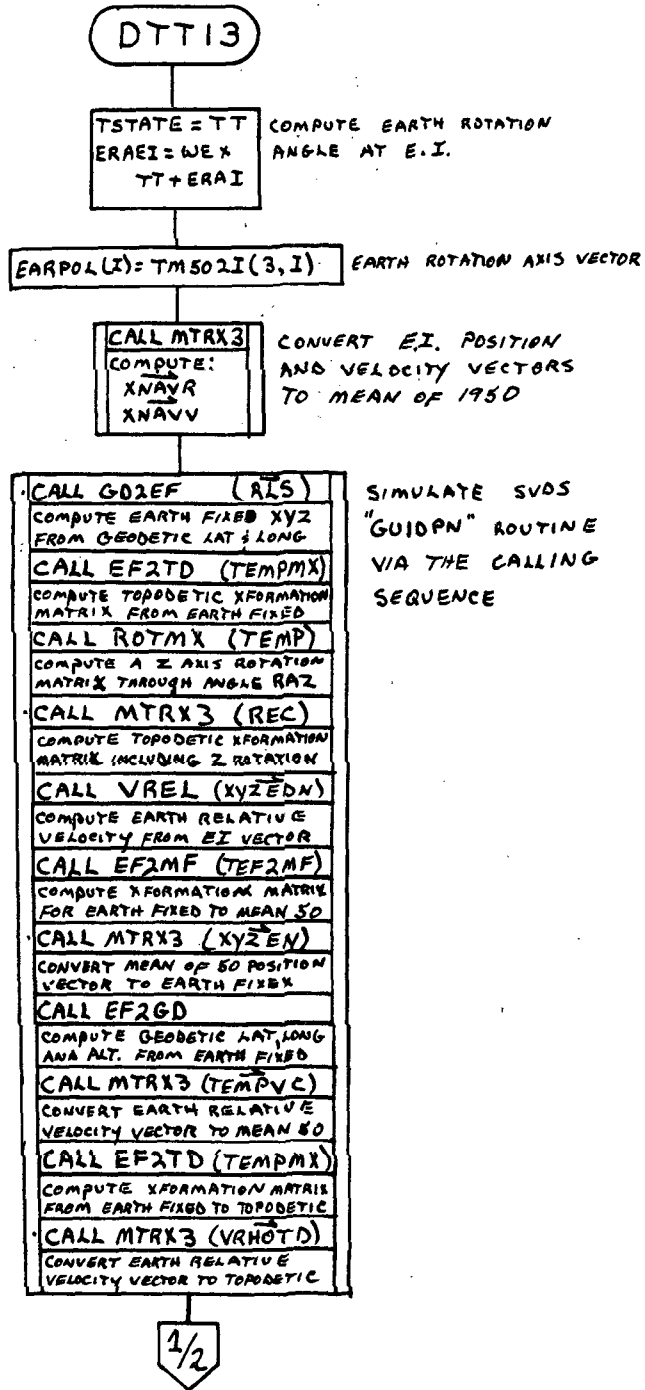 DTT13
TSTATE = TT
ERAEI = WE X
TT + ERAI
COMPUTE EARTH ROTATION
ANGLE AT E.I.
EARPOL(I) = TM502I(3,I)
EARTH ROTATION AXIS VECTOR
CALL MTRX3
COMPUTE:
XNAVR
XNAVV
CONVERT E.I. POSITION
AND VELOCITY VECTORS
TO MEAN OF 1950
CALL GD2EF (RLS)
COMPUTE EARTH FIXED XYZ
FROM GEODETIC LAT & LONG
CALL EF2TD (TEMPMX)
COMPUTE TOPODETIC XFORMATION
MATRIX FROM EARTH FIXED
CALL ROTMX (TEMP)
COMPUTE A Z AXIS ROTATION
MATRIX THROUGH ANGLE RAZ
CALL MTRX3 (REC)
COMPUTE TOPODETIC XFORMATION
MATRIX INCLUDING Z ROTATION
CALL VREL (XYZEDN)
COMPUTE EARTH RELATIVE
VELOCITY FROM EI VECTOR
CALL EF2MF (TEF2MF)
COMPUTE XFORMATION MATRIX
FOR EARTH FIXED TO MEAN 50
CALL MTRX3 (XYZEN)
CONVERT MEAN OF 50 POSITION
VECTOR TO EARTH FIXEX
CALL EF2GD
COMPUTE GEODETIC LAT, LONG
ANA ALT. FROM EARTH FIXED
CALL MTRX3 (TEMPVC)
CONVERT EARTH RELATIVE
VELOCITY VECTOR TO MEAN 50
CALL EF2TD (TEMPMX)
COMPUTE XFORMATION MATRIX
FROM EARTH FIXED TO TOPODETIC
CALL MTRX3 (VRHOTD)
CONVERT EARTH RELATIVE
VELOCITY VECTOR TO TOPODETIC
SIMULATE SVDS
"GUIDPN" ROUTINE
VIA THE CALLING
SEQUENCE
1/2